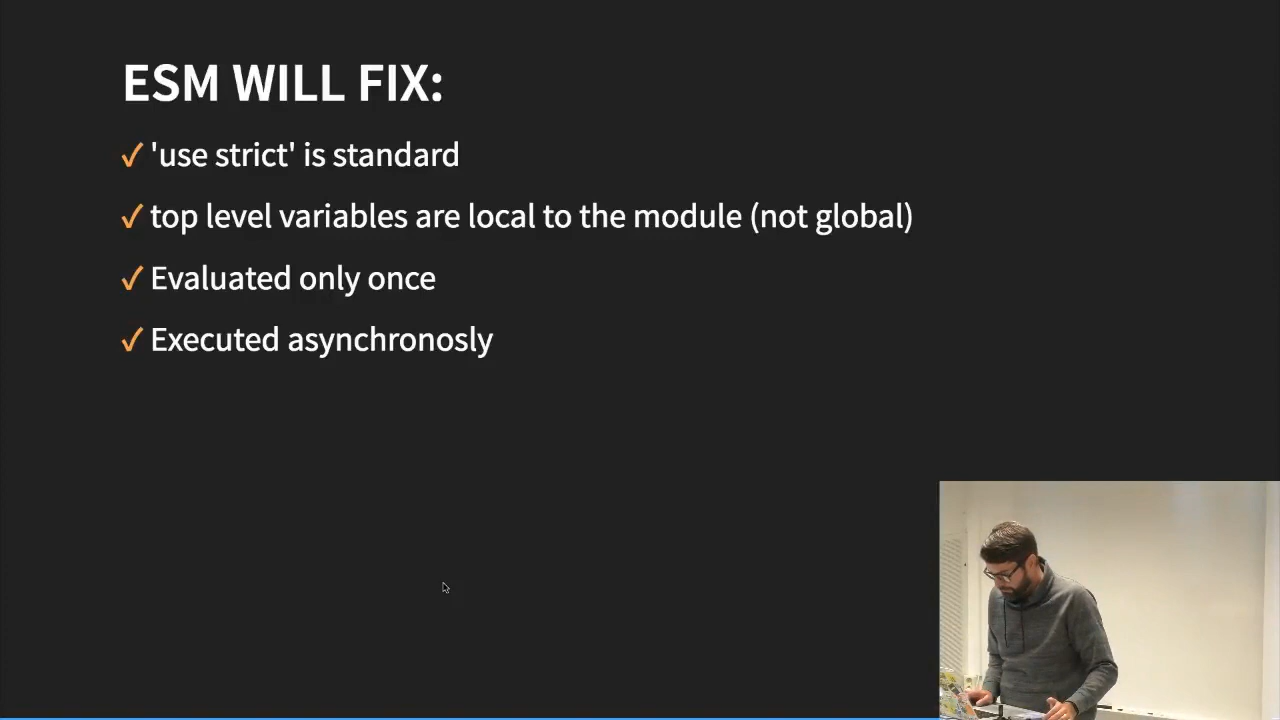 ESM WILL FIX:
✓ 'use strict' is standard
✓ top level variables are local to the module (not global)
✓ Evaluated only once
✓ Executed asynchronosly